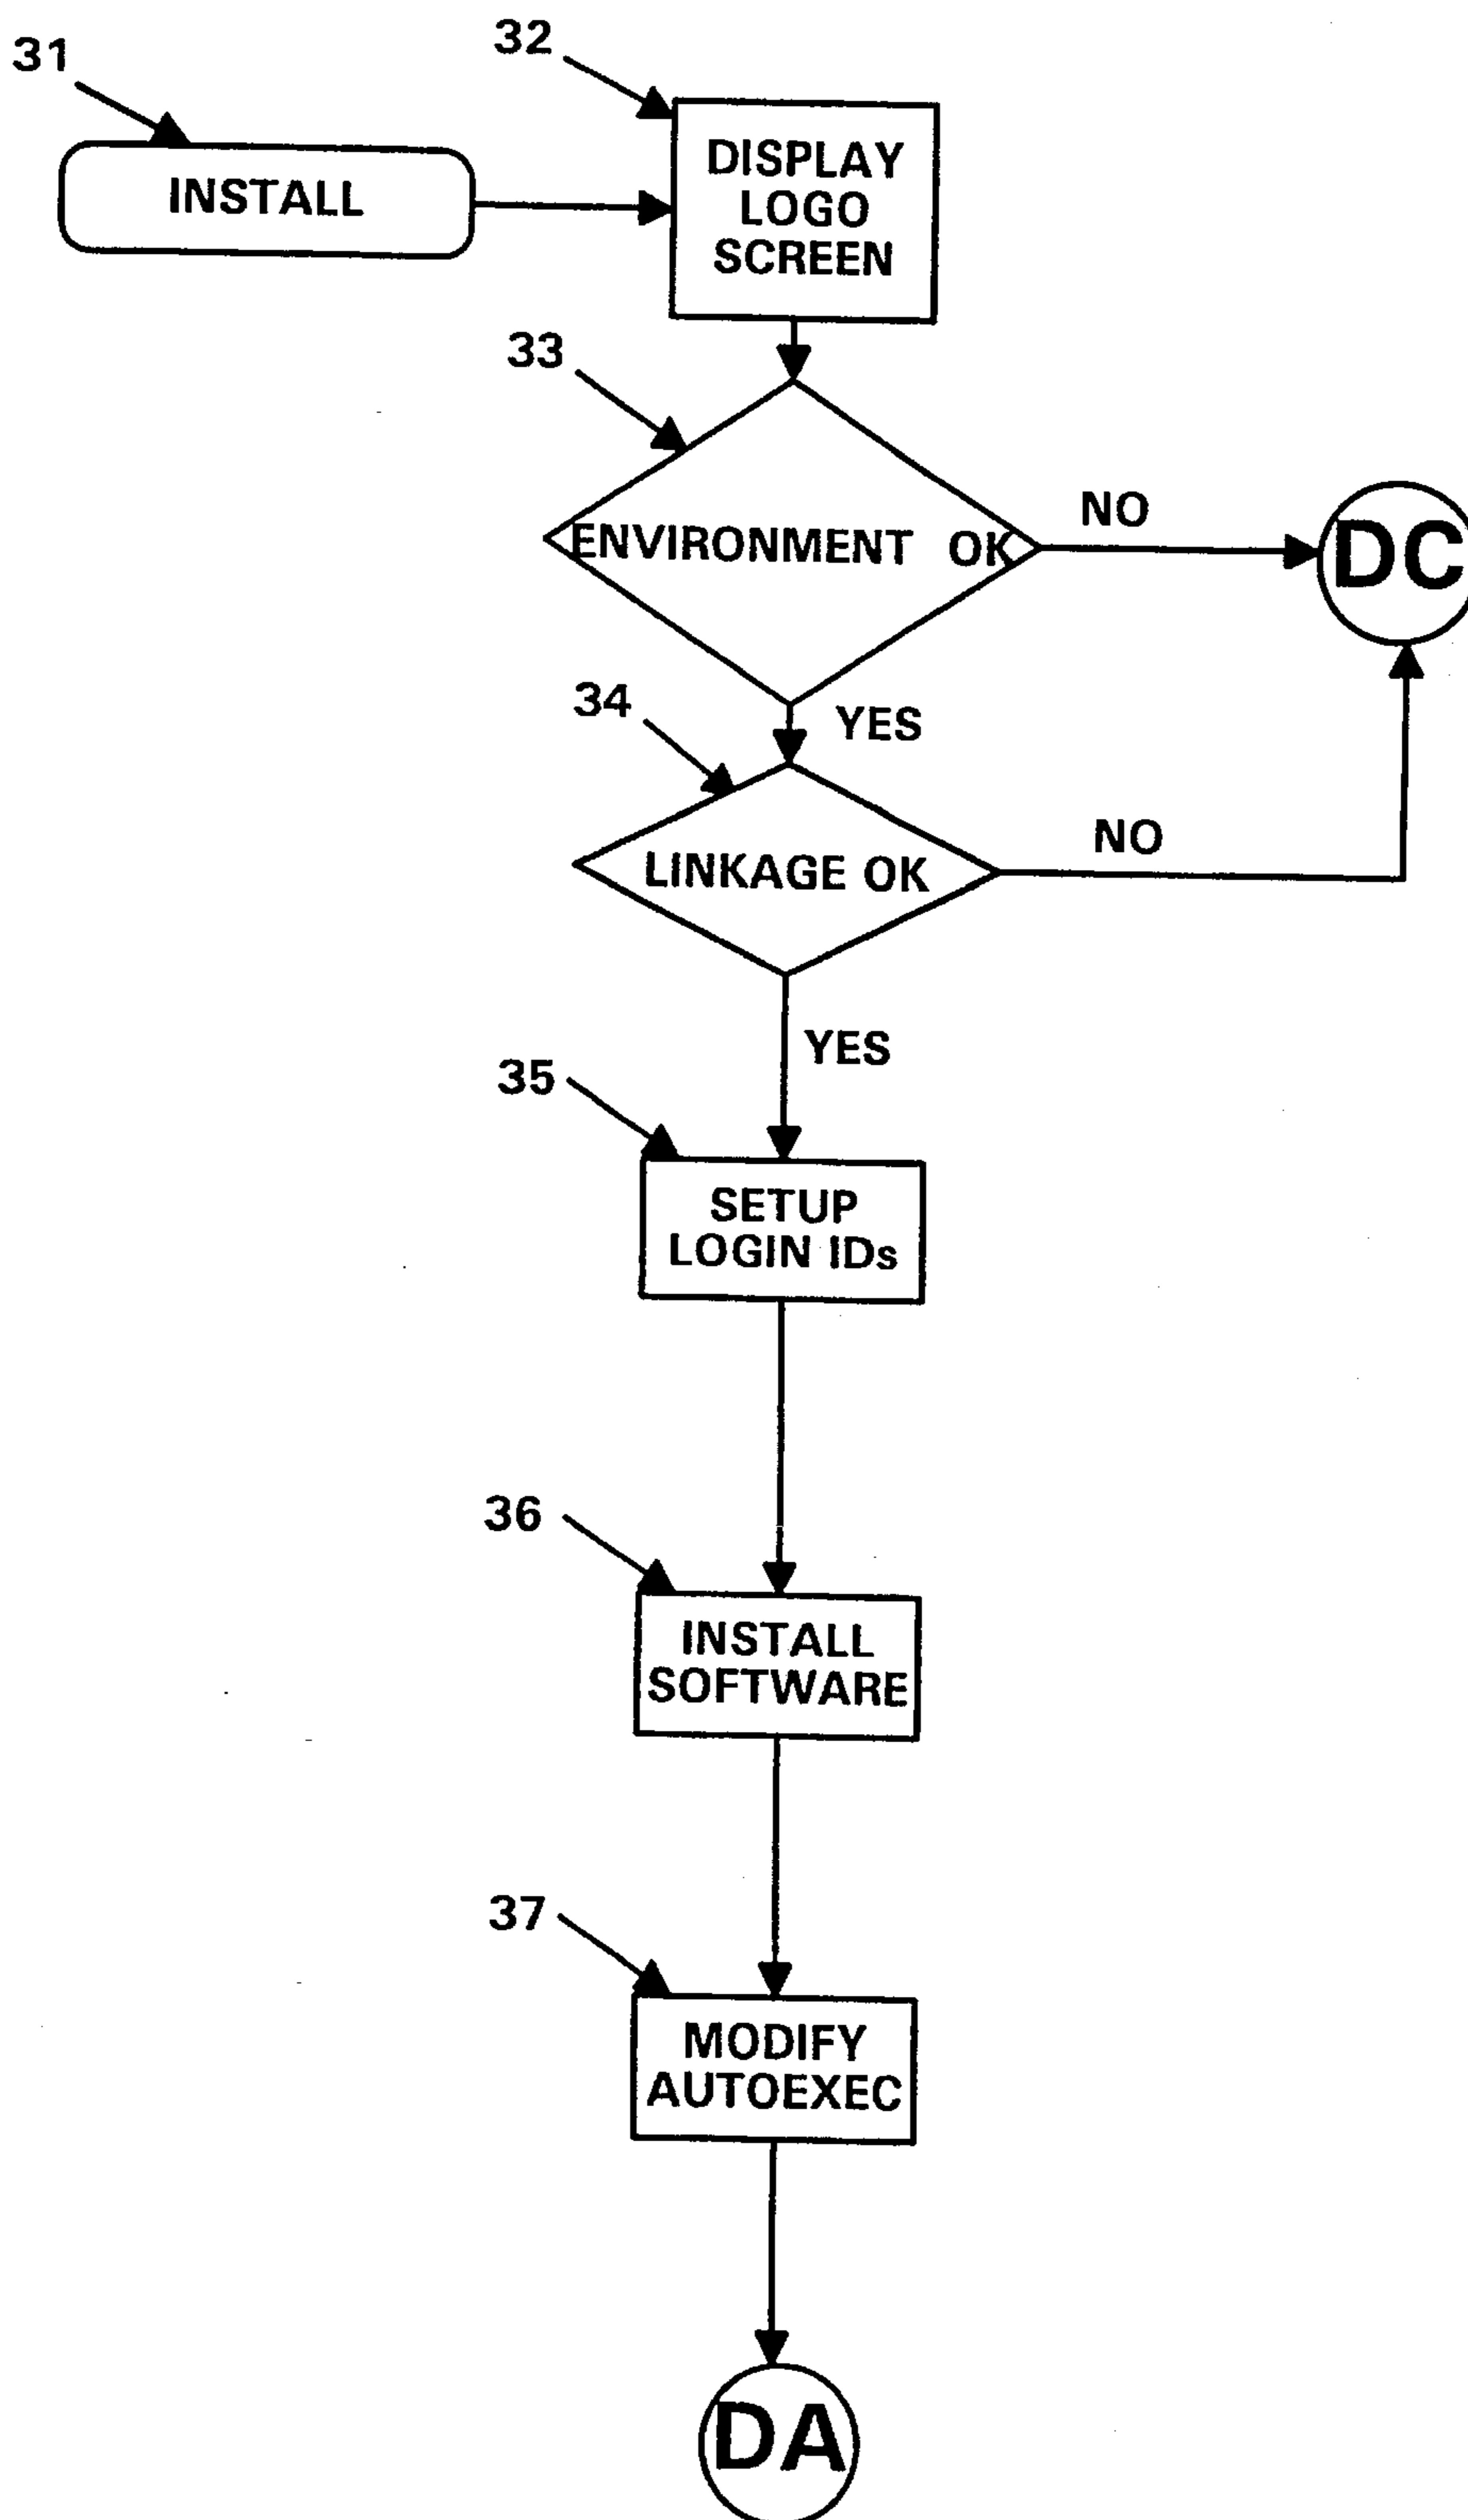 31
32
INSTALL
DISPLAY
LOGO
SCREEN
33
ENVIRONMENT OK
NO
DC
34
YES
LINKAGE OK
NO
YES
35
SETUP
LOGIN IDs
36
INSTALL
SOFTWARE
37
MODIFY
AUTOEXEC
DA